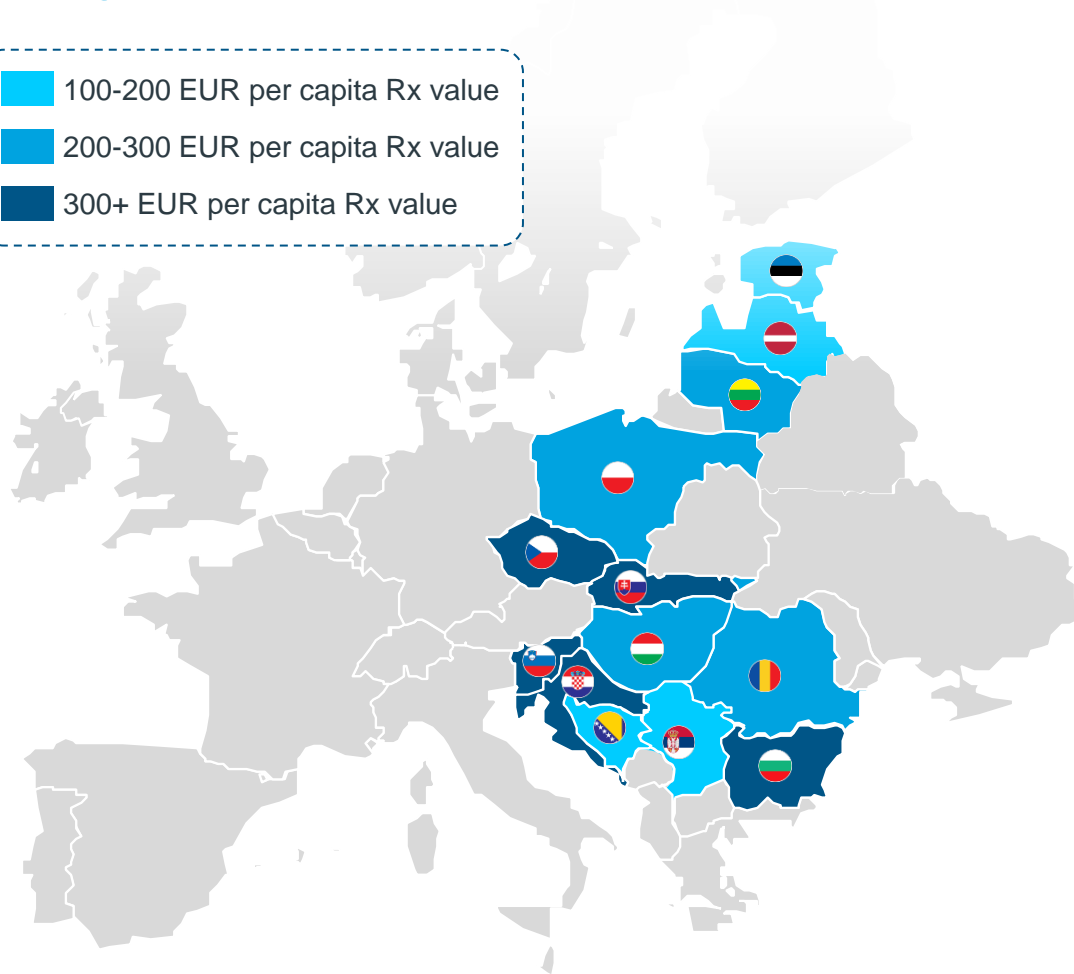 100-200 EUR per capita Rx value
200-300 EUR per capita Rx value
300+ EUR per capita Rx value